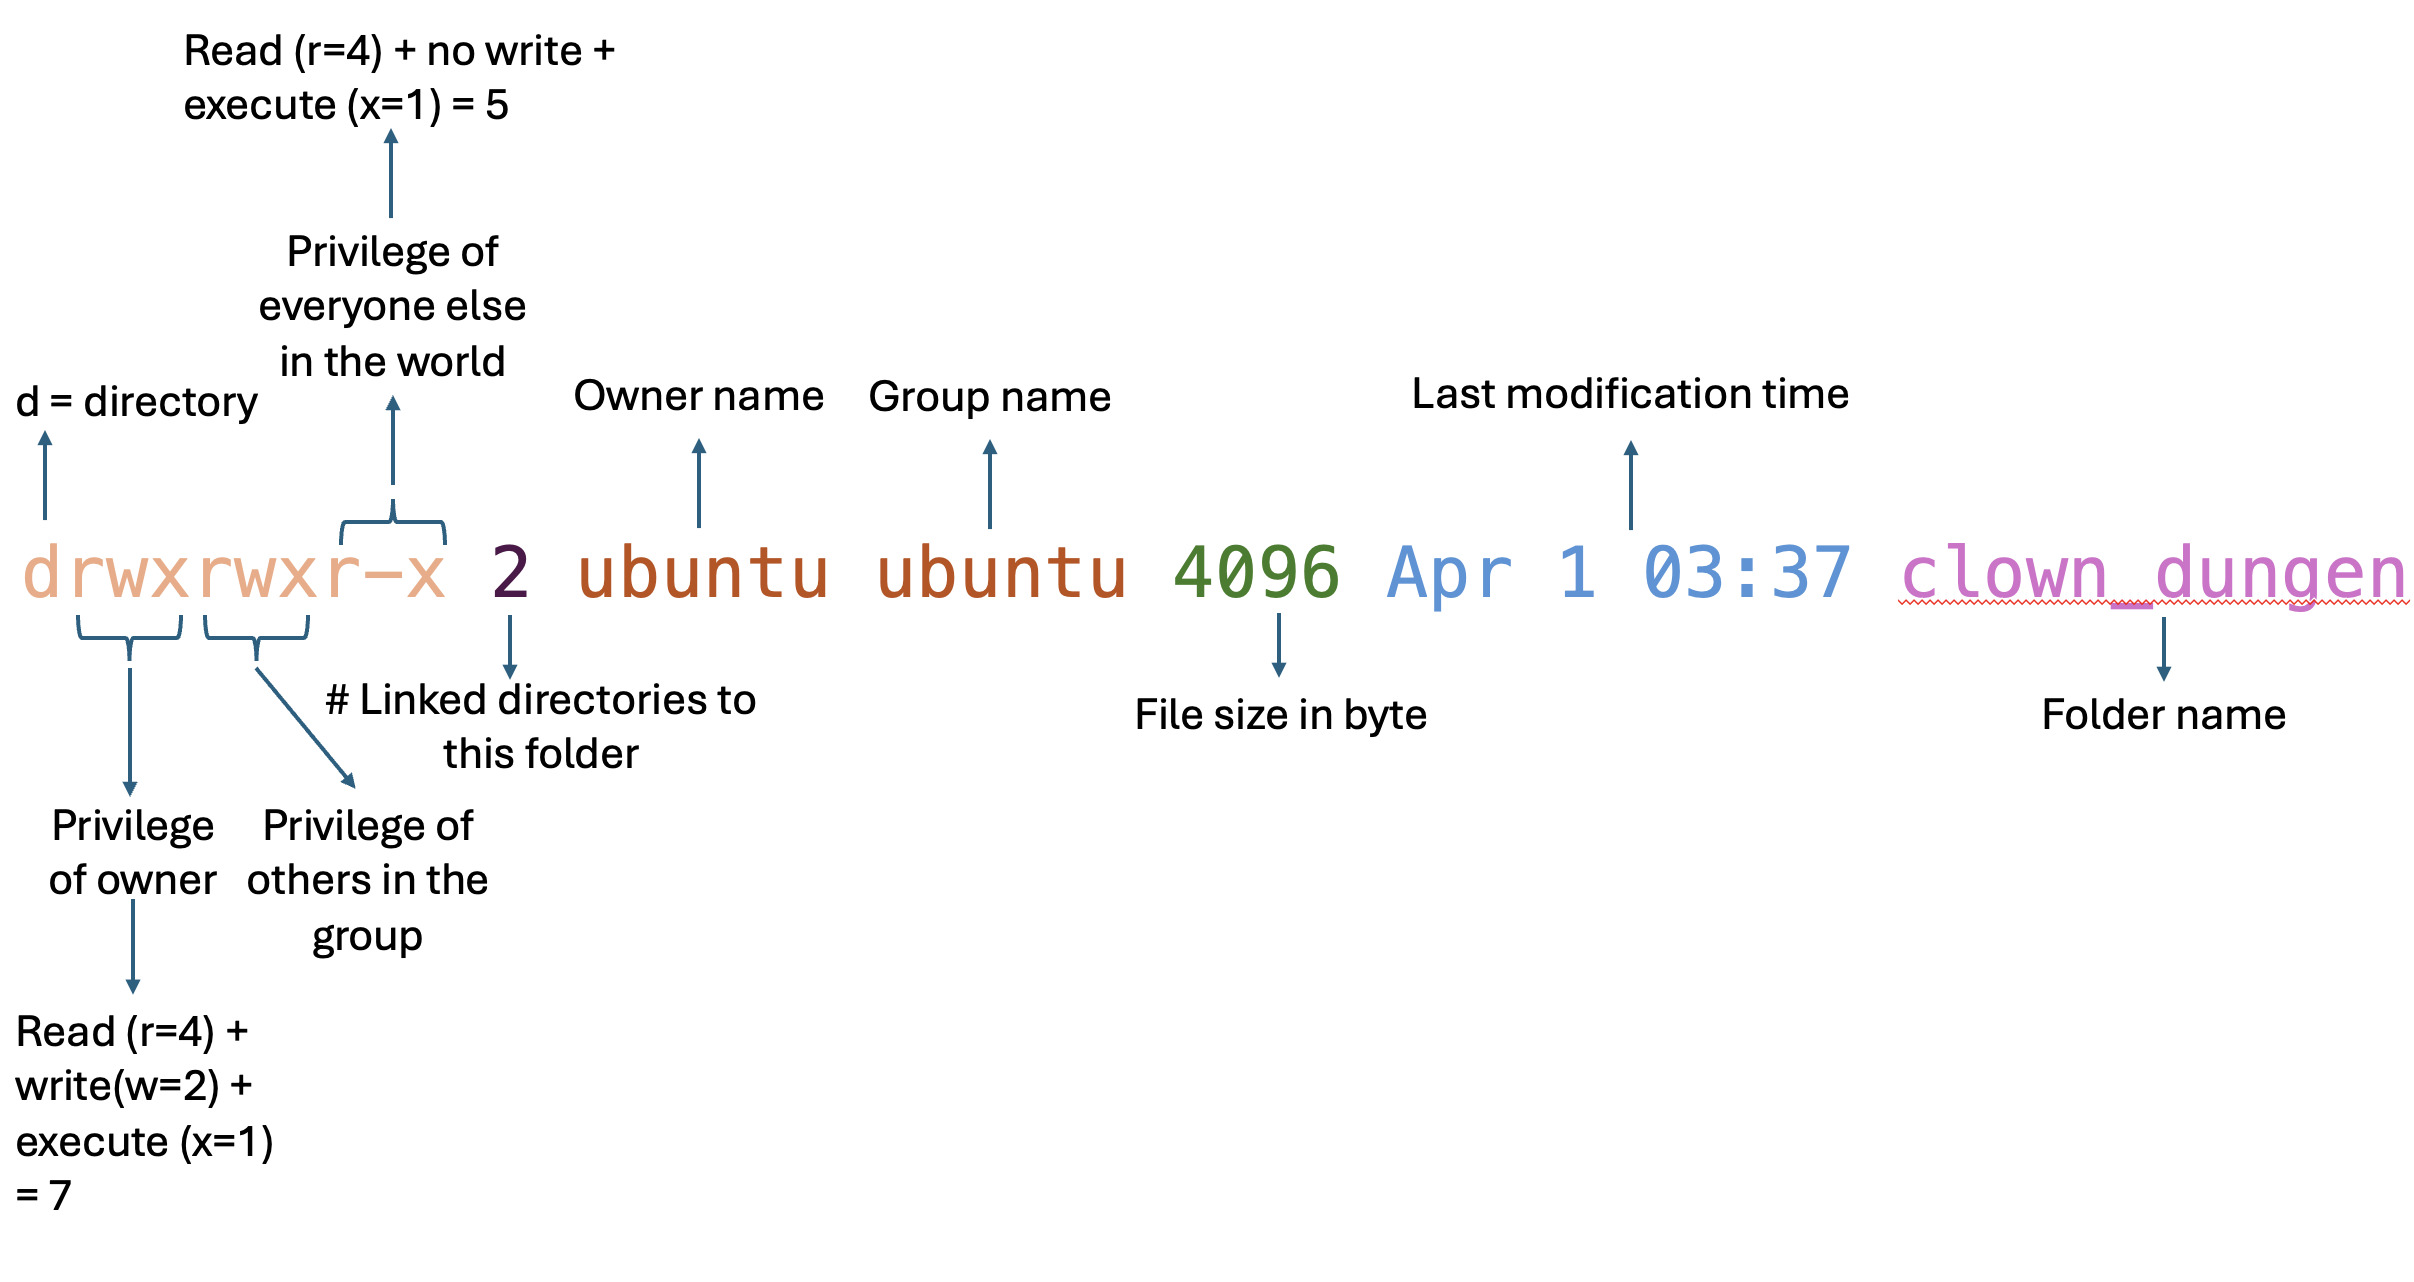 Read (r=4) + no write +
execute (x=1) = 5
Privilege of
everyone else
in the world
d = directory
Owner name
Group name
Last modification time
drwxrwxr-x 2 ubuntu ubuntu 4096 Apr 1 03:37 clown_dungen
# Linked directories to
this folder
File size in byte
Folder name
Privilege
of owner
Privilege of
others in the
group
Read (r=4) +
write(w=2) +
execute (x=1)
= 7